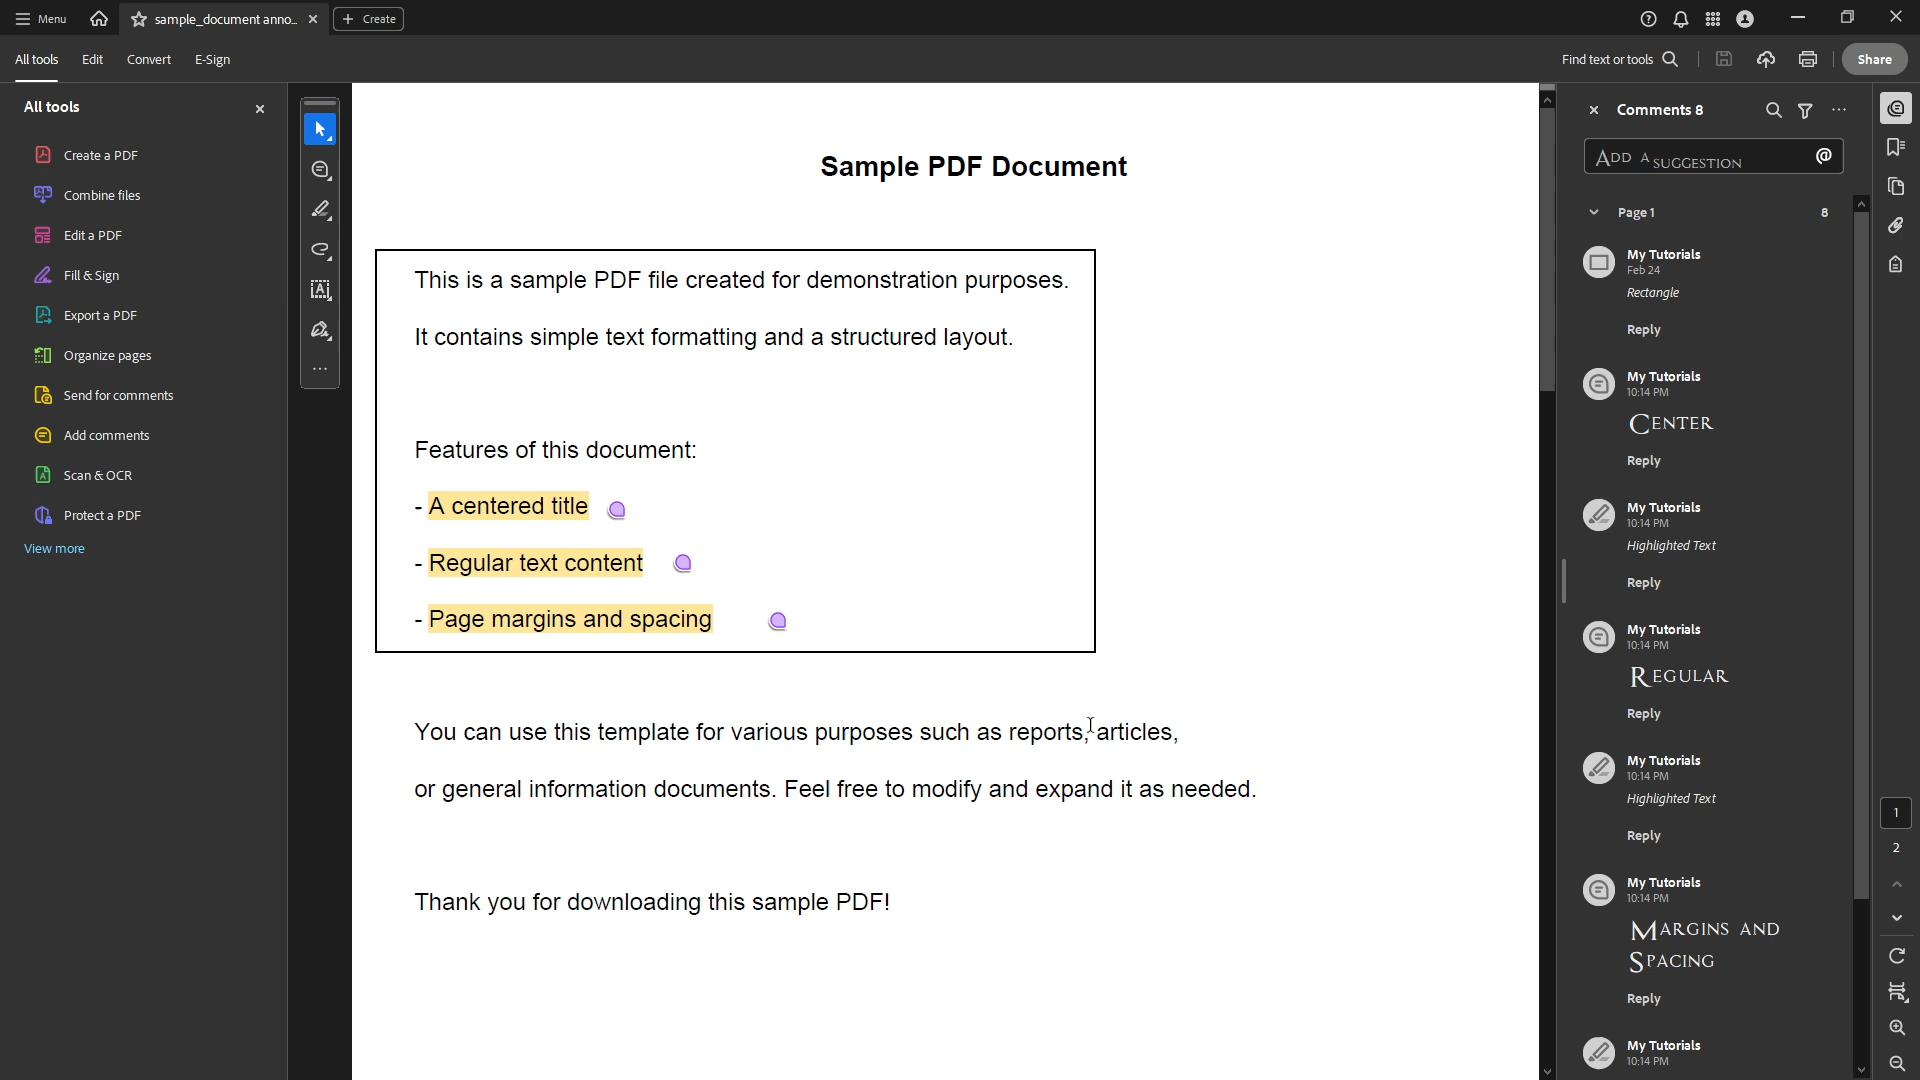 Menu
sample_document anno...
Create
All tools
Edit
Convert
E-Sign
Find text or tools
Share
All tools
Create a PDF
Combine files
Edit a PDF
Fill & Sign
Export a PDF
Organize pages
Send for comments
Add comments
Scan & OCR
Protect a PDF
View more
Sample PDF Document
This is a sample PDF file created for demonstration purposes.
It contains simple text formatting and a structured layout.
Features of this document:
- A centered title
- Regular text content
- Page margins and spacing
You can use this template for various purposes such as reports, articles,
or general information documents. Feel free to modify and expand it as needed.
Thank you for downloading this sample PDF!
Comments 8
Add a suggestion @
Page 1 8
My Tutorials
Feb 24
Rectangle
Reply
My Tutorials
10:14 PM
Center
Reply
My Tutorials
10:14 PM
Highlighted Text
Reply
My Tutorials
10:14 PM
Regular
Reply
My Tutorials
10:14 PM
Highlighted Text
Reply
My Tutorials
10:14 PM
Margins and
Spacing
Reply
My Tutorials
10:14 PM
1
2